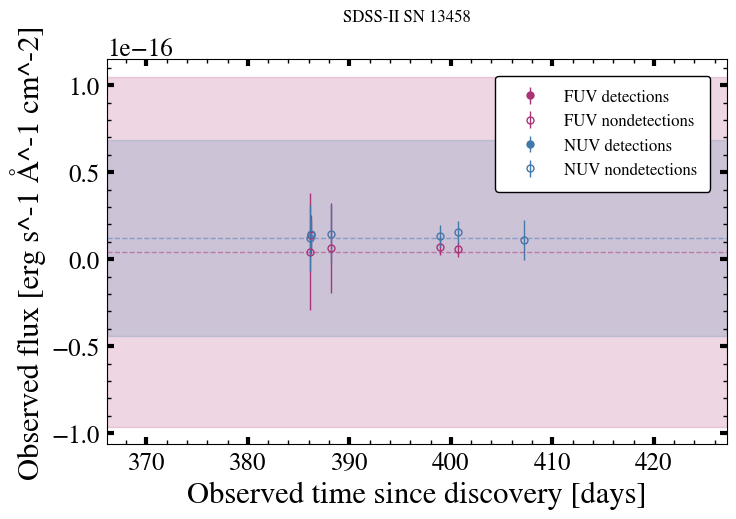 SDSS-II SN 13458
1e−16
Observed flux [erg s^-1 Å^-1 cm^-2]
1.0
0.5
0.0
−0.5
−1.0
FUV detections
FUV nondetections
NUV detections
NUV nondetections
370 380 390 400 410 420
Observed time since discovery [days]